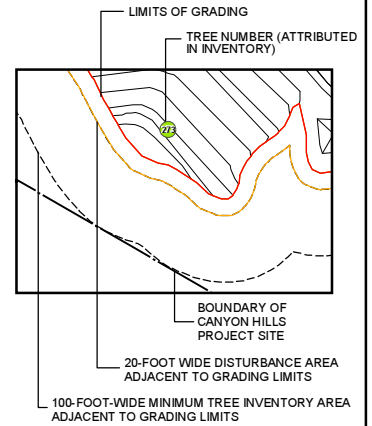 LIMITS OF GRADING
TREE NUMBER (ATTRIBUTED
IN INVENTORY)
273
BOUNDARY OF
CANYON HILLS
PROJECT SITE
20-FOOT WIDE DISTURBANCE AREA
ADJACENT TO GRADING LIMITS
100-FOOT-WIDE MINIMUM TREE INVENTORY AREA
ADJACENT TO GRADING LIMITS